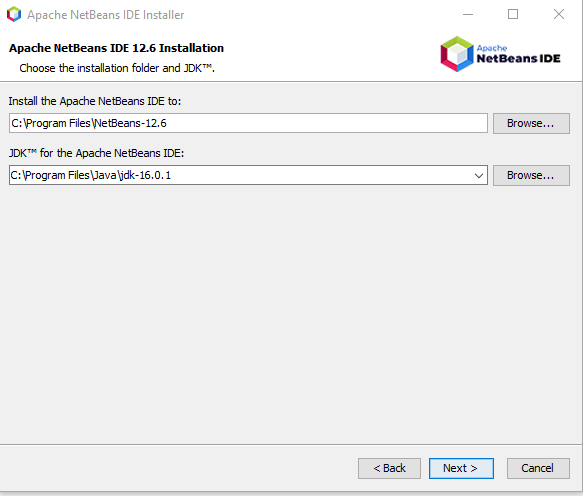 Apache NetBeans IDE Installer
Apache NetBeans IDE 12.6 Installation
Choose the installation folder and JDK™.
Apache
NetBeans IDE
Install the Apache NetBeans IDE to:
C:\Program Files\NetBeans-12.6
Browse...
JDK™ for the Apache NetBeans IDE:
C:\Program Files\Java\jdk-16.0.1
Browse...
< Back
Next >
Cancel